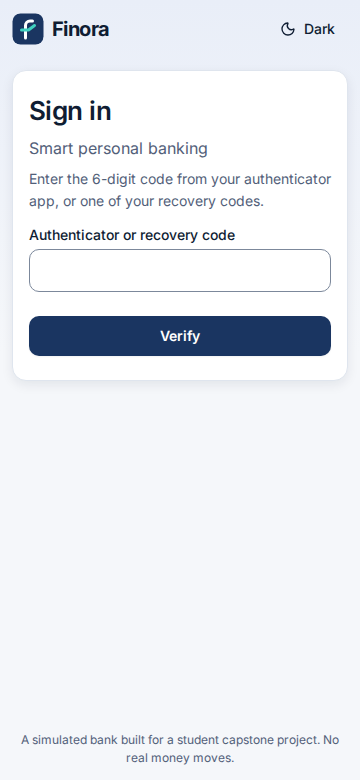 Finora
Dark
Sign in
Smart personal banking
Enter the 6-digit code from your authenticator
app, or one of your recovery codes.
Authenticator or recovery code
Verify
A simulated bank built for a student capstone project. No
real money moves.